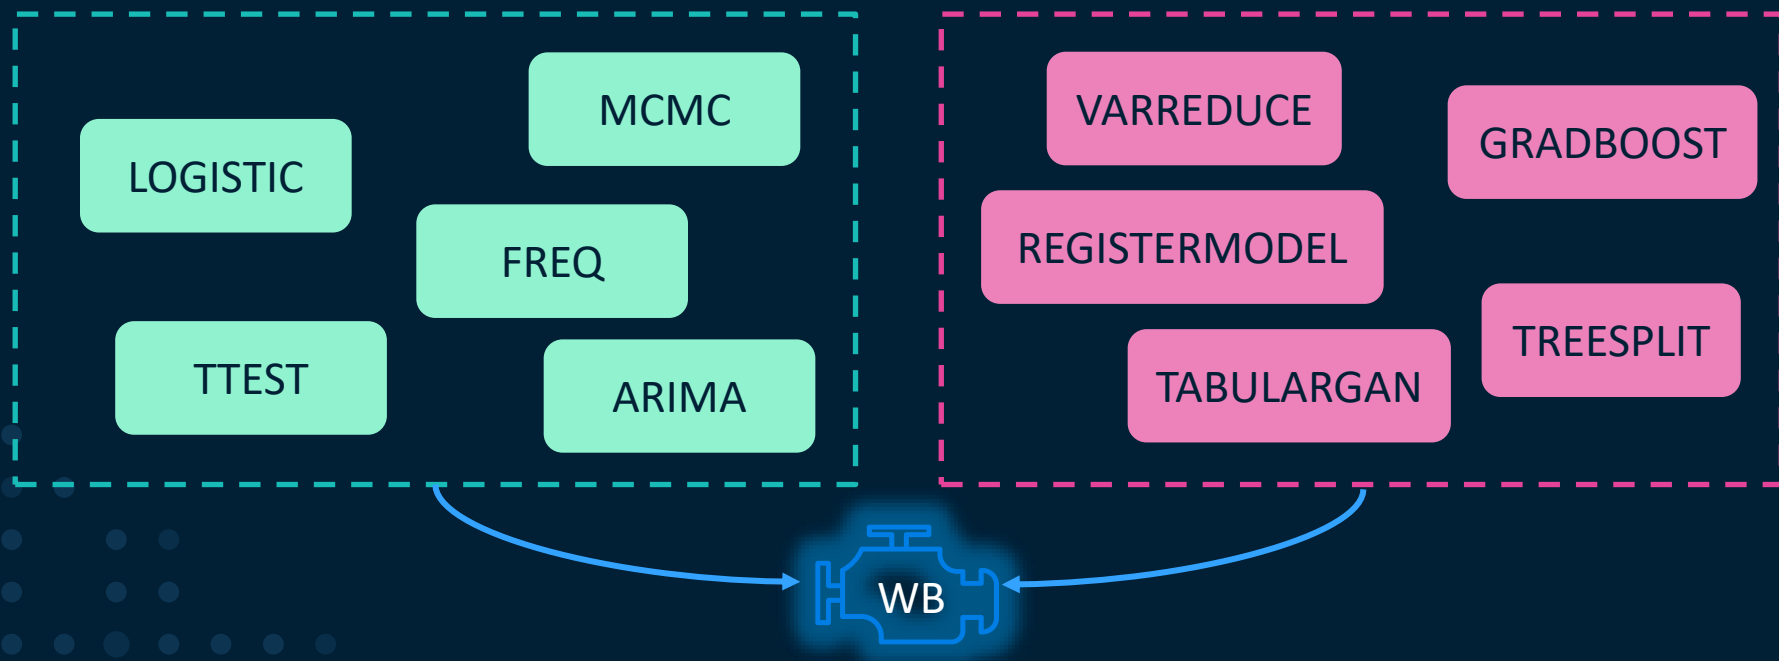 MCMC
LOGISTIC
FREQ
TTEST
ARIMA
VARREDUCE
GRADBOOST
REGISTERMODEL
TREESPLIT
TABULARGAN
WB